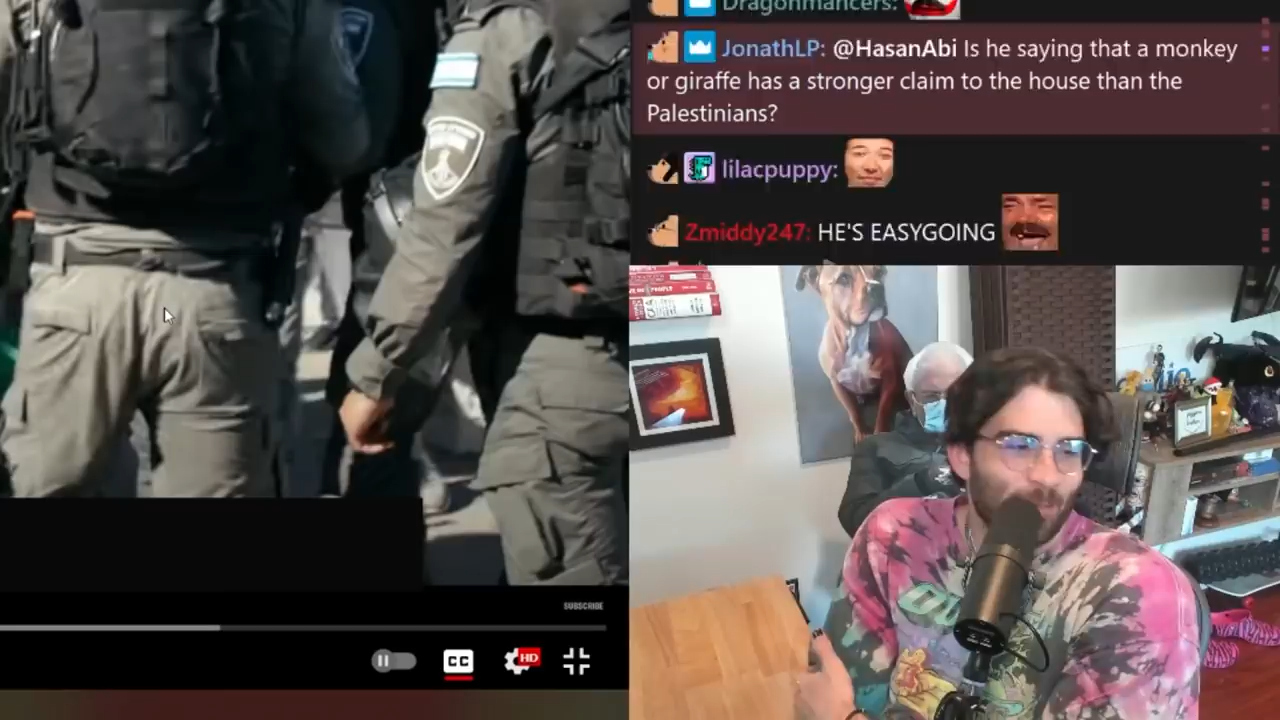 Dragonmancers:
JonathLP: @HasanAbi Is he saying that a monkey
or giraffe has a stronger claim to the house than the
Palestinians?
lilacpuppy:
Zmiddy247: HE'S EASYGOING
SUBSCRIBE
CC
HD